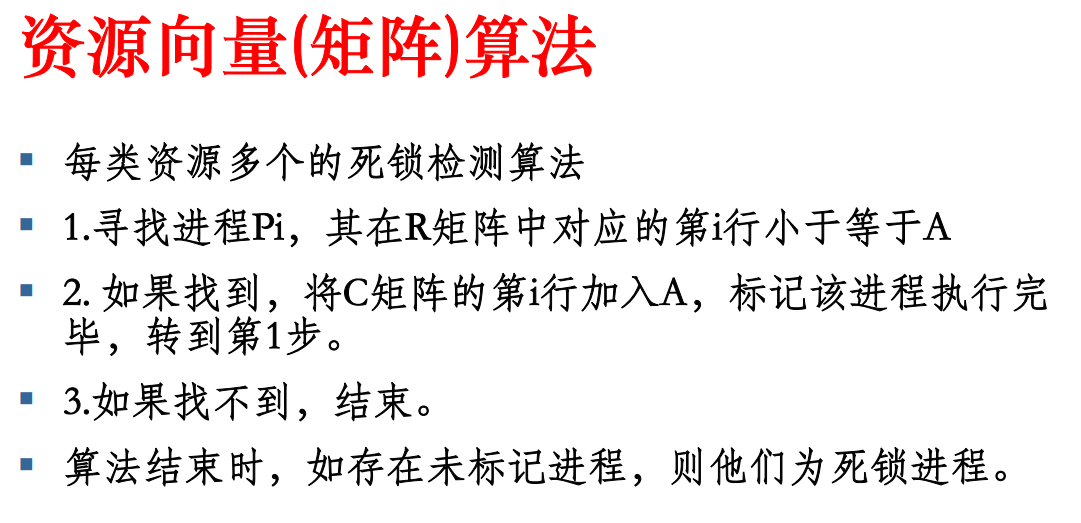 资源向量(矩阵)算法
▪ 每类资源多个的死锁检测算法
▪ 1.寻找进程Pi，其在R矩阵中对应的第i行小于等于A
▪ 2. 如果找到，将C矩阵的第i行加入A，标记该进程执行完
毕，转到第1步。
▪ 3.如果找不到，结束。
▪ 算法结束时，如存在未标记进程，则他们为死锁进程。